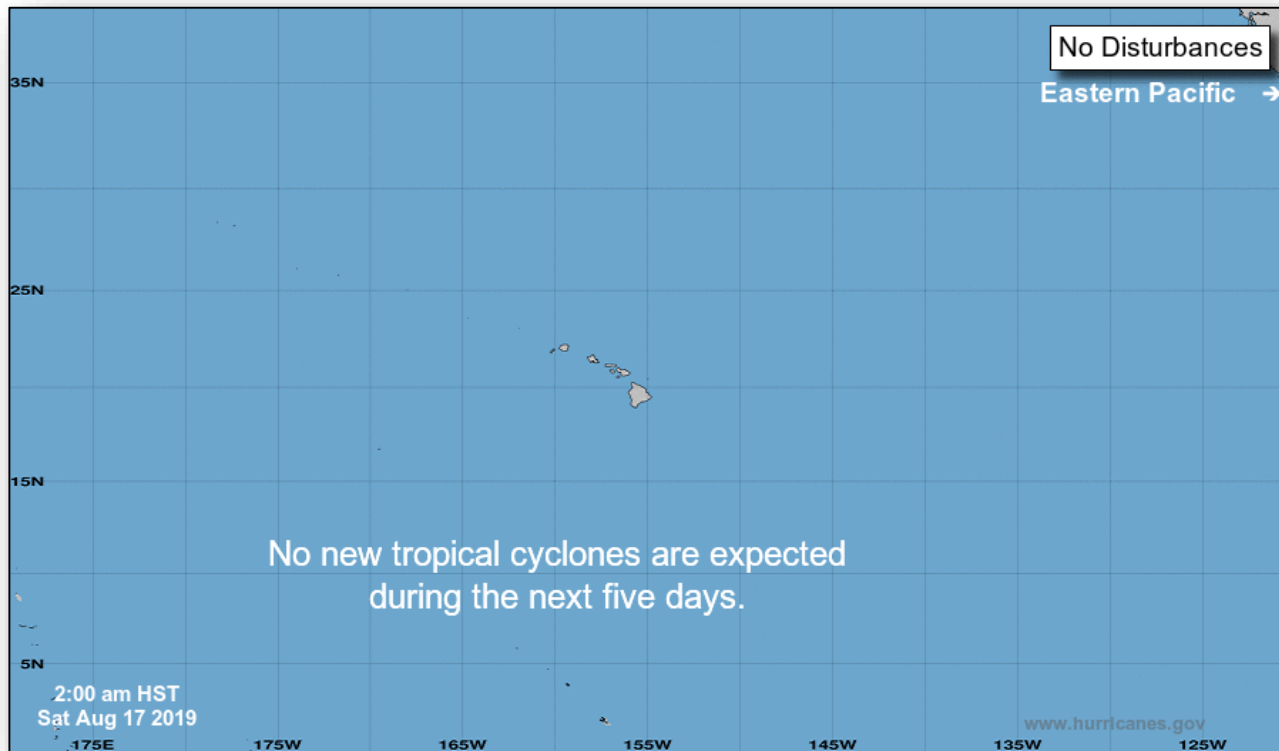 No Disturbances
35N
Eastern Pacific →
25N
15N
No new tropical cyclones are expected
during the next five days.
5N
2:00 am HST
Sat Aug 17 2019
www.hurricanes.gov
175E 175W 165W 155W 145W 135W 125W